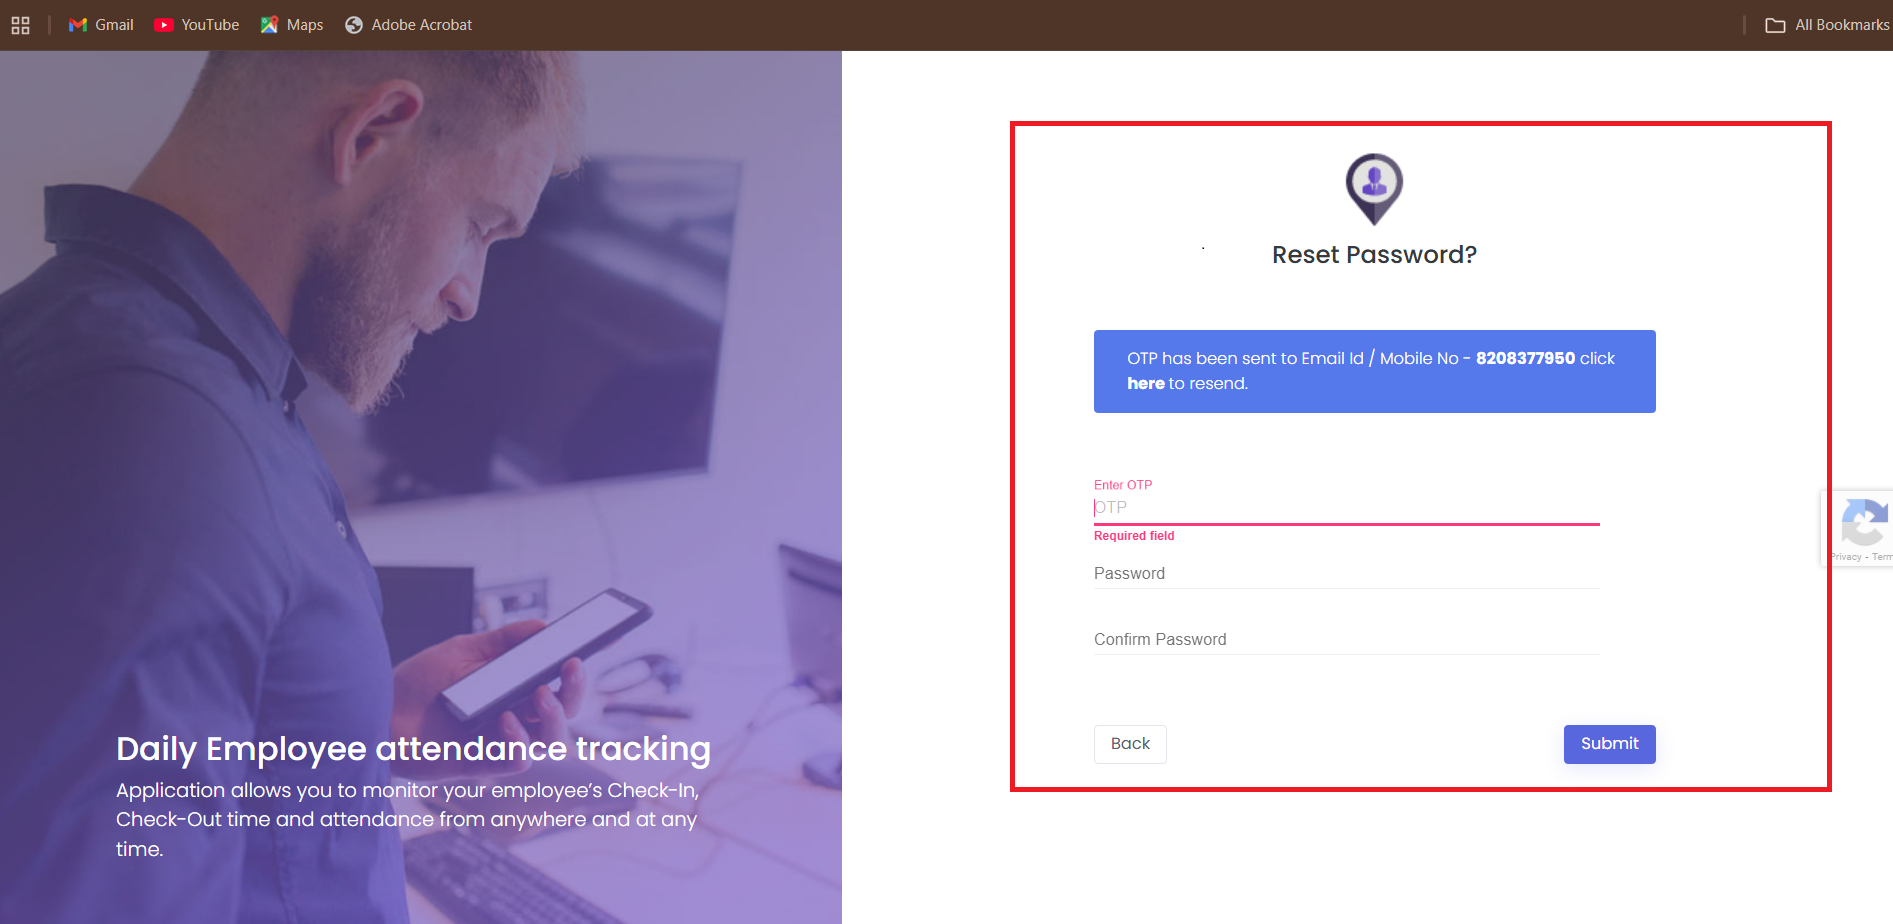 Gmail YouTube Maps Adobe Acrobat All Bookmarks
Reset Password?
OTP has been sent to Email Id / Mobile No - 8208377950 click
here to resend.
Enter OTP
OTP
Required field
Password
Confirm Password
Back Submit
Privacy - Term
Daily Employee attendance tracking
Application allows you to monitor your employee’s Check-In,
Check-Out time and attendance from anywhere and at any
time.